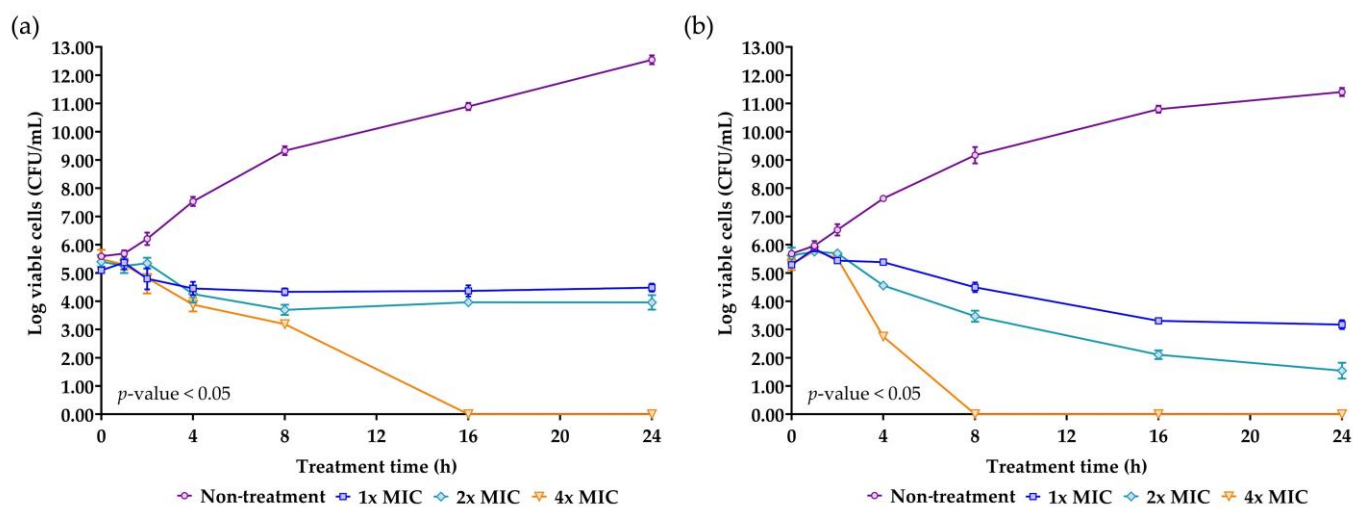 (a)
Log viable cells (CFU/mL)
13.00
12.00
11.00
10.00
9.00
8.00
7.00
6.00
5.00
4.00
3.00
2.00
1.00
0.00
p-value < 0.05
0 4 8 12 16 20 24
Treatment time (h)
Non-treatment 1x MIC 2x MIC 4x MIC
(b)
Log viable cells (CFU/mL)
13.00
12.00
11.00
10.00
9.00
8.00
7.00
6.00
5.00
4.00
3.00
2.00
1.00
0.00
p-value < 0.05
0 4 8 12 16 20 24
Treatment time (h)
Non-treatment 1x MIC 2x MIC 4x MIC